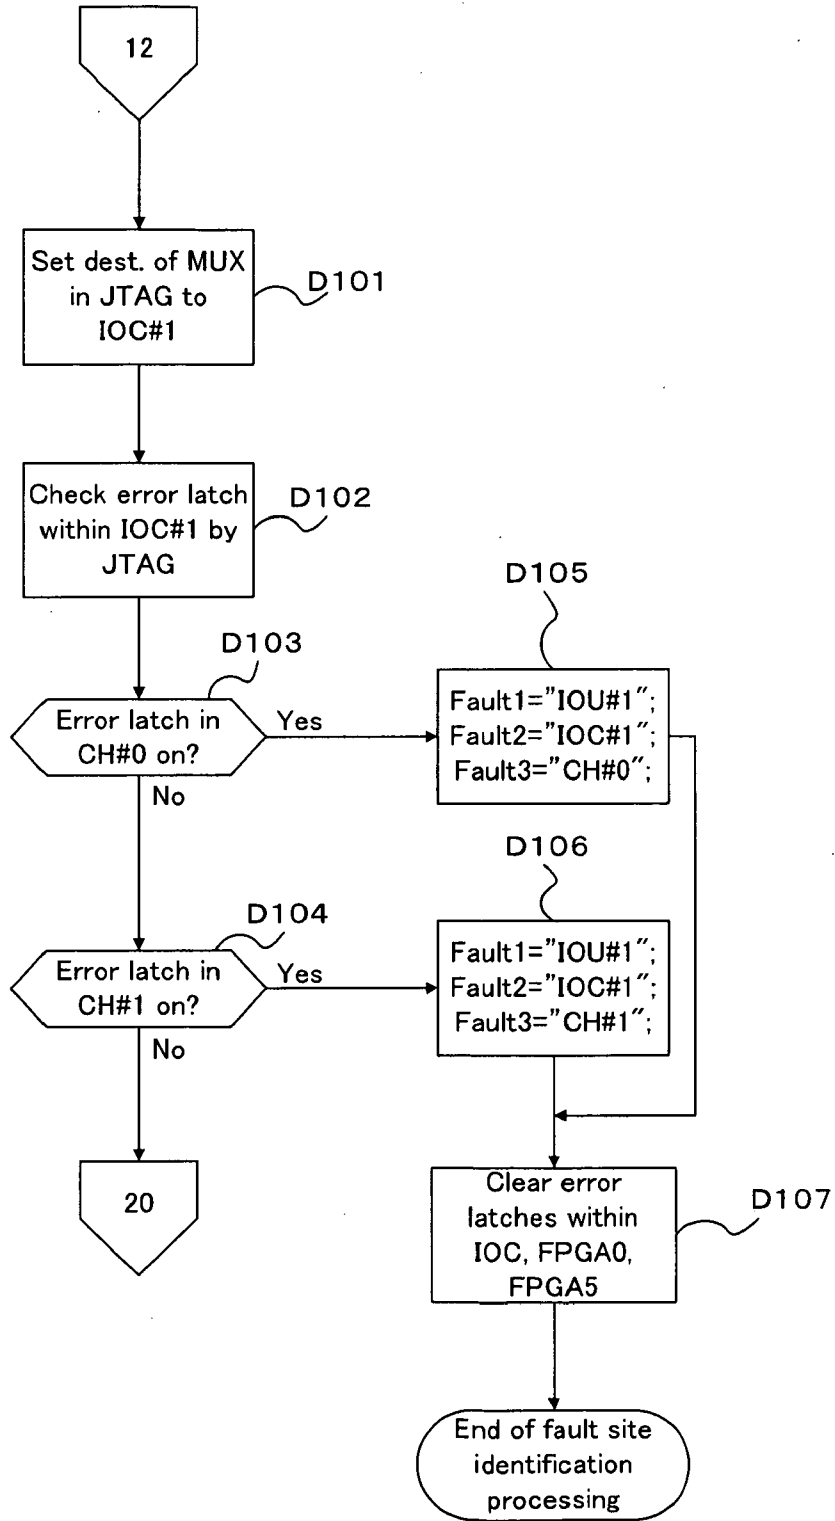 12
Set dest. of MUX
in JTAG to
IOC#1
D101
Check error latch
within IOC#1 by
JTAG
D102
D103
Error latch in
CH#0 on?
Yes
No
D105
Fault1="IOU#1";
Fault2="IOC#1";
Fault3="CH#0";
D104
Error latch in
CH#1 on?
Yes
No
D106
Fault1="IOU#1";
Fault2="IOC#1";
Fault3="CH#1";
20
Clear error
latches within
IOC, FPGA0,
FPGA5
D107
End of fault site
identification
processing